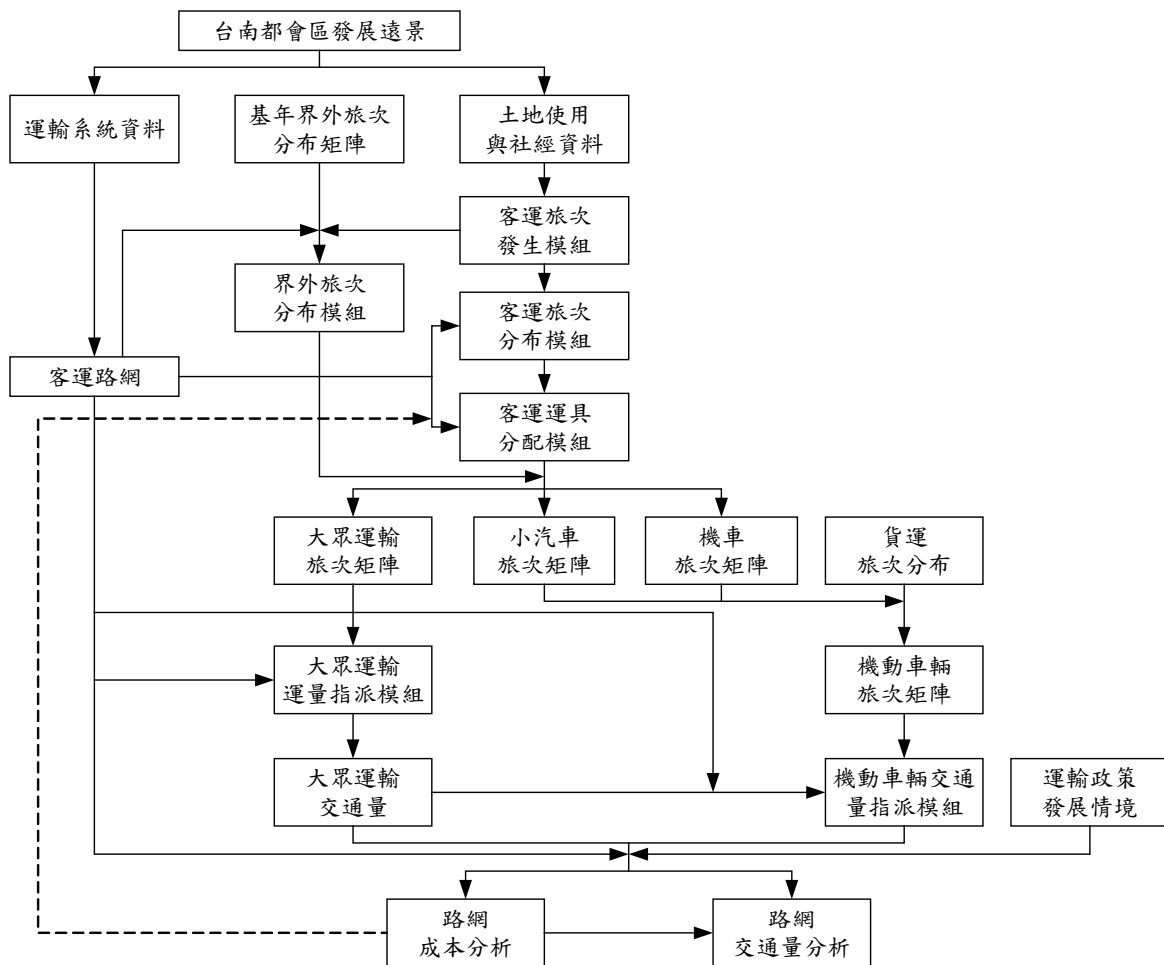 台南都會區發展遠景
運輸系統資料
基年界外旅次
分布矩陣
土地使用
與社經資料
客運旅次
發生模組
界外旅次
分布模組
客運旅次
分布模組
客運路網
客運運具
分配模組
大眾運輸
旅次矩陣
小汽車
旅次矩陣
機車
旅次矩陣
貨運
旅次分布
大眾運輸
運量指派模組
機動車輛
旅次矩陣
大眾運輸
交通量
機動車輛交通
量指派模組
運輸政策
發展情境
路網
成本分析
路網
交通量分析